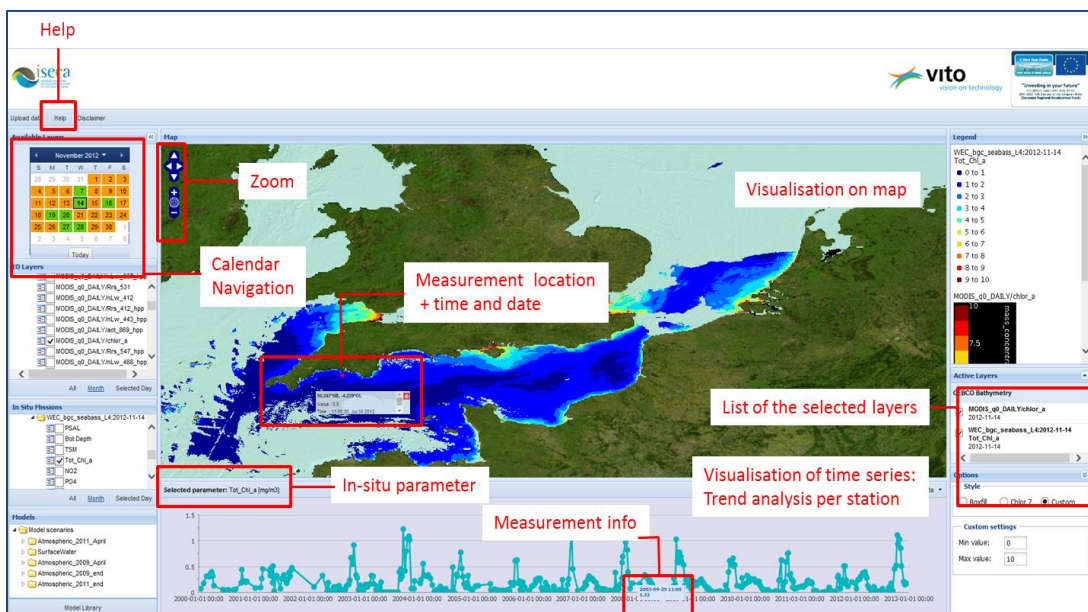 Help
iseca
vito
vision on technology
"Investing in your future"
Upload data Help Disclaimer
Available Layers
November 2012
S M T W T F S
28 29 30 31 1 2 3
4 5 6 7 8 9 10
11 12 13 14 15 16 17
18 19 20 21 22 23 24
25 26 27 28 29 30 1
2 3 4 5 6 7 8
Today
EO Layers
MODIS_q0_DAILY/Rrs_531
MODIS_q0_DAILY/nLw_412
MODIS_q0_DAILY/Rrs_412_hpp
MODIS_q0_DAILY/nLw_443_hpp
MODIS_q0_DAILY/aot_869_hpp
MODIS_q0_DAILY/chlor_a
MODIS_q0_DAILY/Rrs_547_hpp
MODIS_q0_DAILY/nLw_488_hpp
All Month Selected Day
In Situ Missions
WEC_bgc_seabass_L4:2012-11-14
PSAL
Bot.Depth
TSM
Tot_Chl_a
NO2
PO4
All Month Selected Day
Models
Model scenarios
Atmospheric_2011_April
SurfaceWater
Atmospheric_2009_April
Atmospheric_2009_end
Atmospheric_2011_end
Model Library
Map
Zoom
Calendar
Navigation
Measurement location
+ time and date
Visualisation on map
List of the selected layers
In-situ parameter
Visualisation of time series:
Trend analysis per station
Measurement info
Selected parameter: Tot_Chl_a [mg/m3]
1.5
1
0.5
0
2000-01-01 00:00 2001-01-01 00:00 2002-01-01 00:00 2003-01-01 00:00 2004-01-01 00:00 2005-01-01 00:00 2006-01-01 00:00 2007-01-01 00:00 2010-01-01 00:00 2011-01-01 00:00 2012-01-01 00:00 2013-01-01 00:00
Legend
WEC_bgc_seabass_L4:2012-11-14
Tot_Chl_a
0 to 1
1 to 2
2 to 3
3 to 4
4 to 5
5 to 6
6 to 7
7 to 8
8 to 9
9 to 10
MODIS_q0_DAILY/chlor_a
10
7.5
Active Layers
GEBCO Bathymetry
MODIS_q0_DAILY/chlor_a
2012-11-14
WEC_bgc_seabass_L4:2012-11-14
Tot_Chl_a
2012-11-14
Options
Style
Boxfill Chlor 7 Custom
Custom settings
Min value: 0
Max value: 10